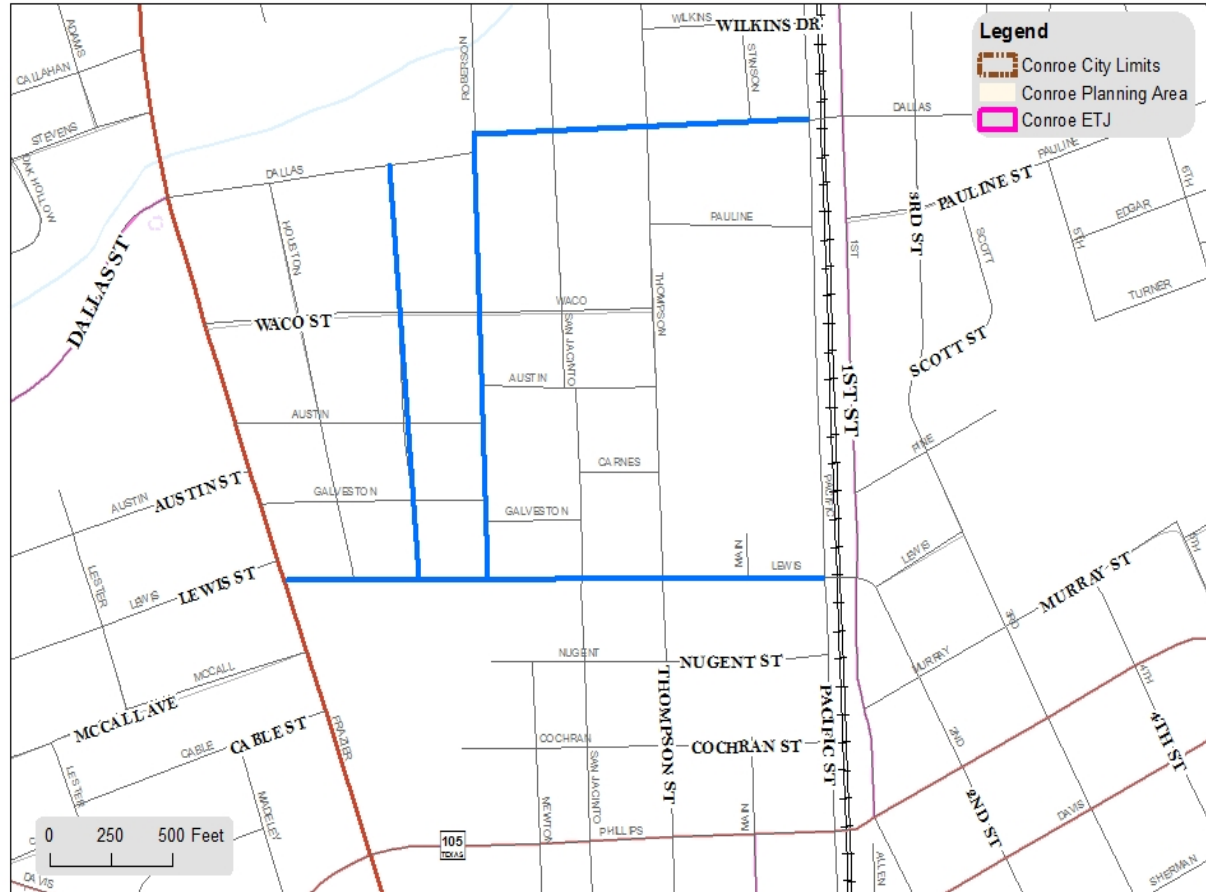 WILKINS
WILKINS DR
Legend
Conroe City Limits
Conroe Planning Area
Conroe ETJ
ADAMS
CALLAHAN
STEVENS
OAK HOLLOW
ROBERSON
STINSON
DALLAS
DALLAS
PAULINE
PAULINE ST
6TH
EDGAR
5TH
TURNER
3RD ST
SCOTT
SCOTT ST
DALLAS ST
HOUSTON
PAULINE
1ST
1ST ST
WACO
WACO ST
SAN JACINTO
THOMPSON
AUSTIN
AUSTIN
CARNES
PINE
GALVESTON
GALVESTON
PACIFIC
AUSTIN
AUSTIN ST
LESTER
LEWIS
LEWIS ST
MAIN
LEWIS
LEWIS
3RD
MURRAY ST
5TH
MURRAY
4TH
4TH ST
MCCALL
MCCALL AVE
NUGENT
NUGENT ST
THOMPSON ST
PACIFIC ST
CABLE
CABLE ST
FRAZIER
COCHRAN
COCHRAN ST
2ND
2ND ST
DAVIS
LESTER
MADELEY
NEWTON
SAN JACINTO
MAIN
PHILLIPS
105
TEXAS
ALLEN
SHERMAN
0 250 500 Feet
DAVIS